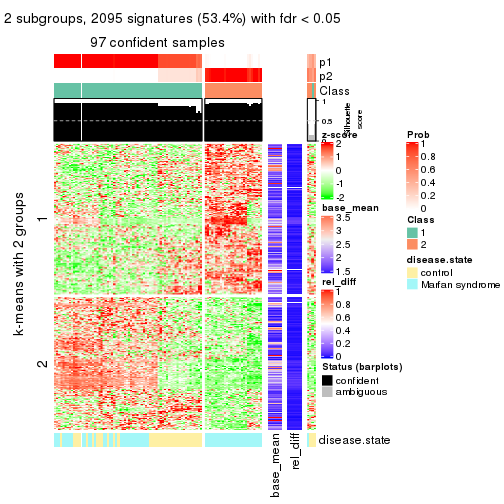 2 subgroups, 2095 signatures (53.4%) with fdr < 0.05
97 confident samples
p1
p2
Class
1
0.5
0
Silhouette
score
k-means with 2 groups
1
2
z-score
2
1
0
-1
-2
base_mean
3.5
3
2.5
2
1.5
rel_diff
1
0.8
0.6
0.4
0.2
0
Status (barplots)
confident
ambiguous
Prob
1
0.8
0.6
0.4
0.2
0
Class
1
2
disease.state
control
Marfan syndrome
disease.state
base_mean
rel_diff